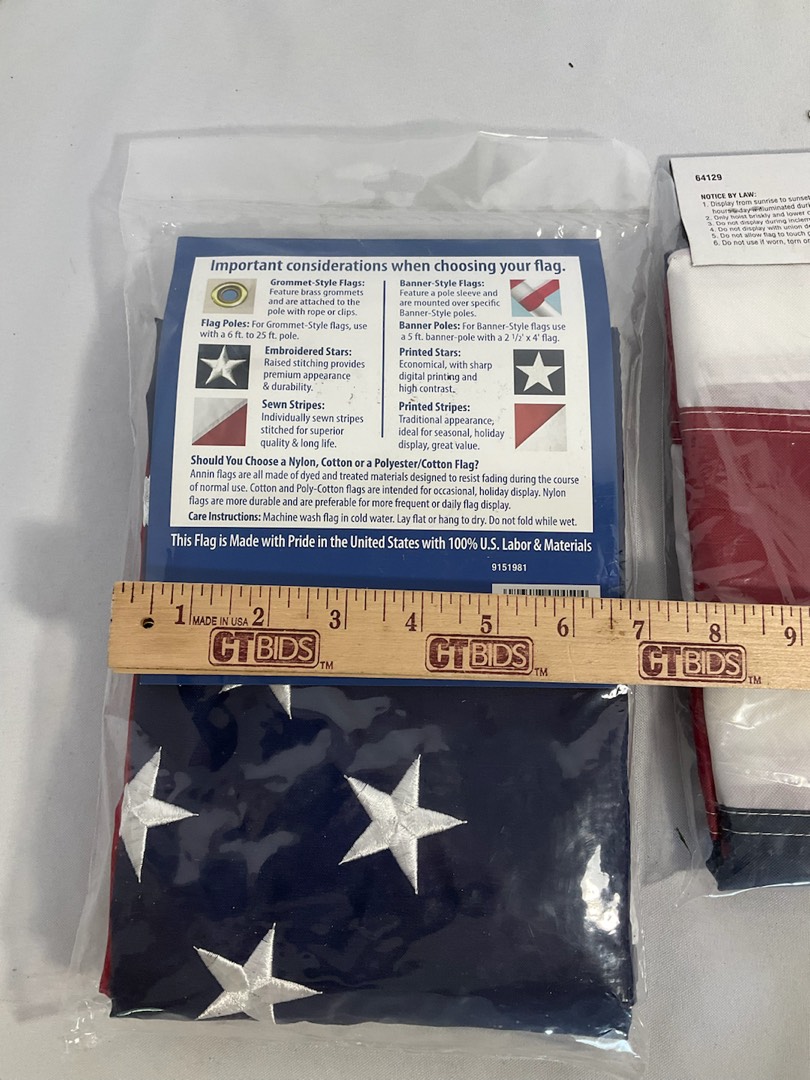 Important considerations when choosing your flag.
Grommet-Style Flags:
Feature brass grommets
and are attached to the
pole with rope or clips.
Flag Poles: For Grommet-Style flags, use
with a 6 ft. to 25 ft. pole.
Embroidered Stars:
Raised stitching provides
premium appearance
& durability.
Sewn Stripes:
Individually sewn stripes
stitched for superior
quality & long life.
Banner-Style Flags:
Feature a pole sleeve and
are mounted over specific
Banner-Style poles.
Banner Poles: For Banner-Style flags use
a 5 ft. banner-pole with a 2 1/2' x 4' flag.
Printed Stars:
Economical, with sharp
digital printing and
high contrast.
Printed Stripes:
Traditional appearance,
ideal for seasonal, holiday
display, great value.
Should You Choose a Nylon, Cotton or a Polyester/Cotton Flag?
Annin flags are all made of dyed and treated materials designed to resist fading during the course
of normal use. Cotton and Poly-Cotton flags are intended for occasional, holiday display. Nylon
flags are more durable and are preferable for more frequent or daily flag display.
Care Instructions: Machine wash flag in cold water. Lay flat or hang to dry. Do not fold while wet.
This Flag is Made with Pride in the United States with 100% U.S. Labor & Materials
9151981
1 MADE IN USA 2 3 4 5 6 7 8 9
CTBIDS™ CTBIDS™ CTBIDS™
64129
NOTICE BY LAW:
1. Display from sunrise to sunset
illuminated
2. Only hoist briskly and lower
3. Do not display during
4. Do not display with union
5. Do not allow flag to touch
6. Do not use if worn, torn or